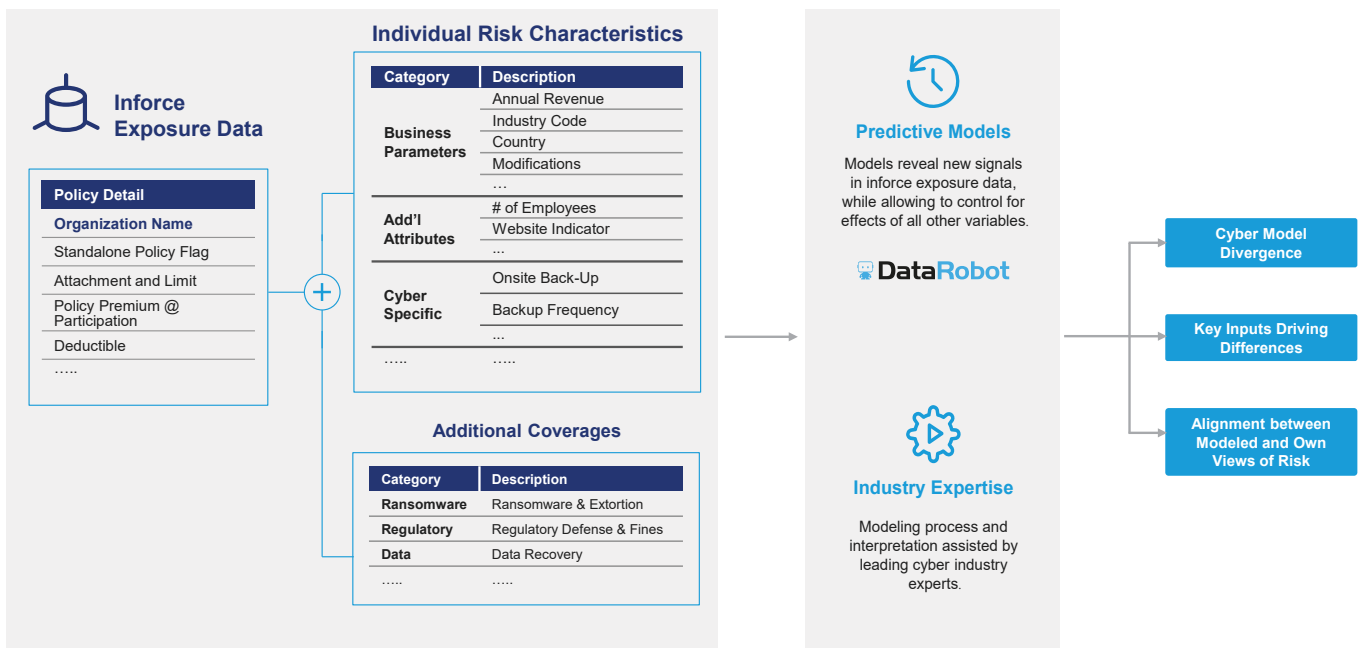 Inforce
Exposure Data
Policy Detail
Organization Name
Standalone Policy Flag
Attachment and Limit
Policy Premium @
Participation
Deductible
.....
Individual Risk Characteristics
Category Description
Business
Parameters
Annual Revenue
Industry Code
Country
Modifications
...
Add'l
Attributes
# of Employees
Website Indicator
...
Cyber
Specific
Onsite Back-Up
Backup Frequency
...
..... .....
Additional Coverages
Category Description
Ransomware Ransomware & Extortion
Regulatory Regulatory Defense & Fines
Data Data Recovery
..... .....
Predictive Models
Models reveal new signals
in inforce exposure data,
while allowing to control for
effects of all other variables.
DataRobot
Industry Expertise
Modeling process and
interpretation assisted by
leading cyber industry
experts.
Cyber Model
Divergence
Key Inputs Driving
Differences
Alignment between
Modeled and Own
Views of Risk